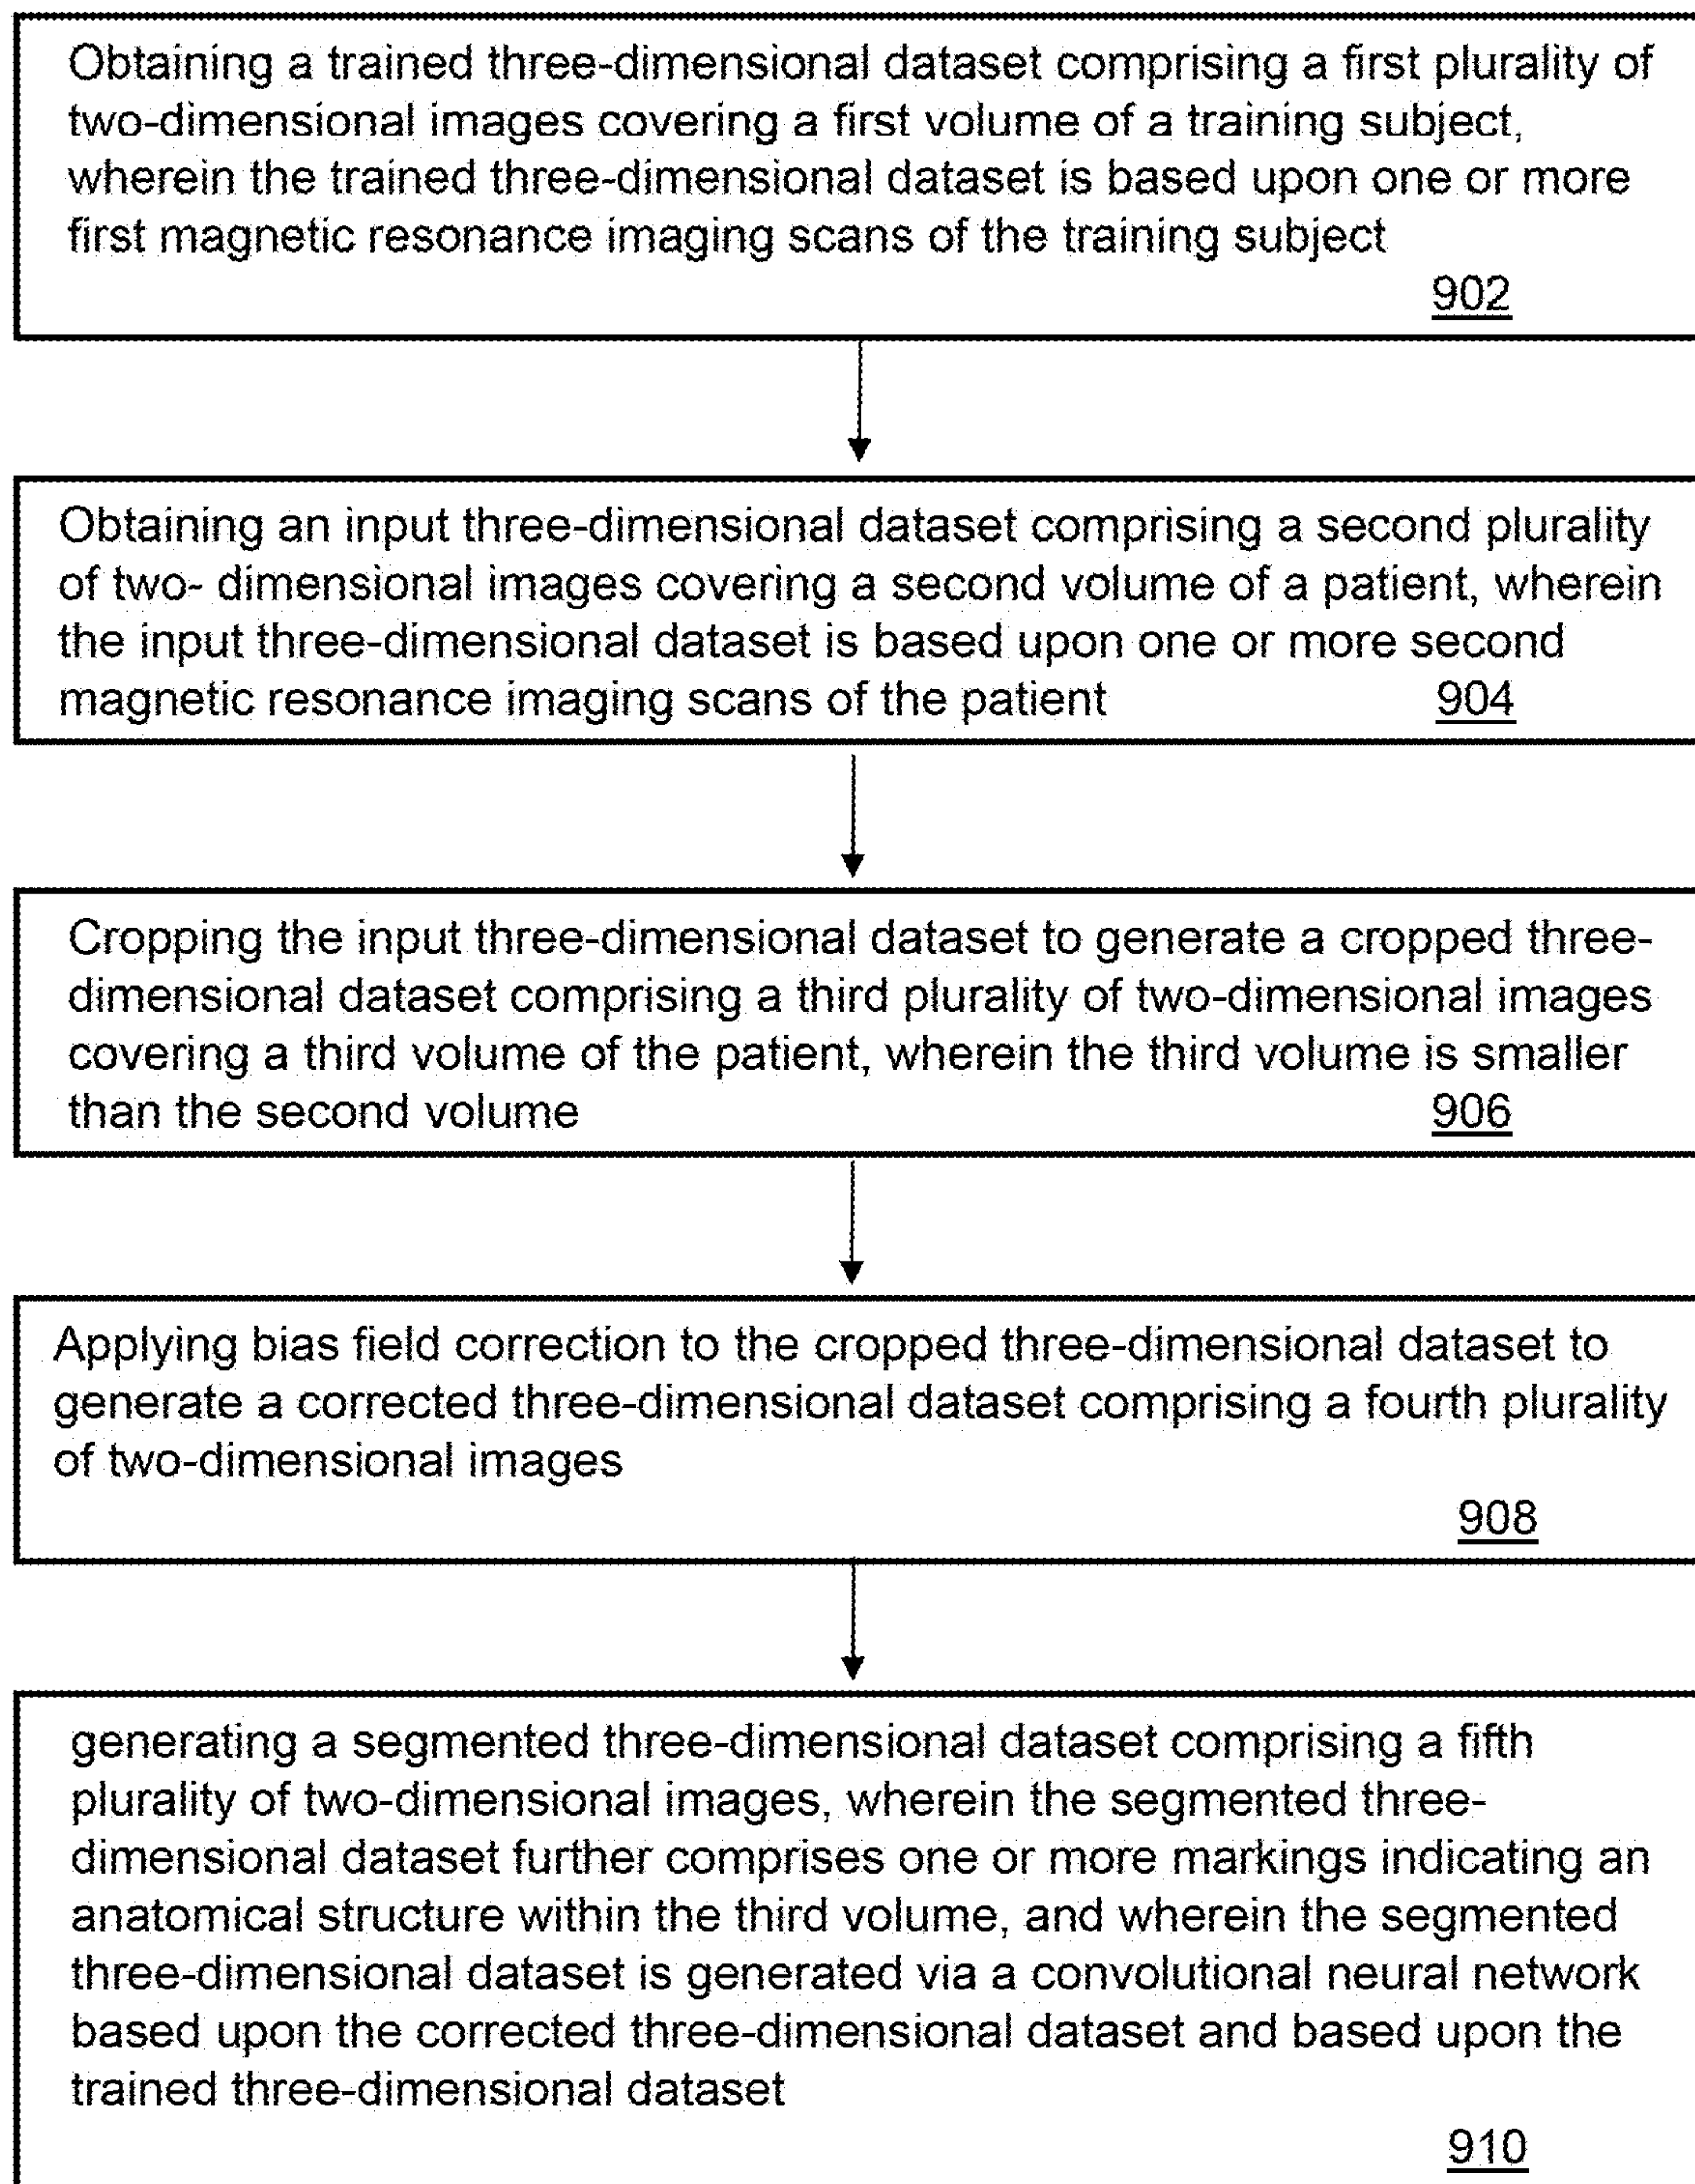 Obtaining a trained three-dimensional dataset comprising a first plurality of
two-dimensional images covering a first volume of a training subject,
wherein the trained three-dimensional dataset is based upon one or more
first magnetic resonance imaging scans of the training subject
902
Obtaining an input three-dimensional dataset comprising a second plurality
of two- dimensional images covering a second volume of a patient, wherein
the input three-dimensional dataset is based upon one or more second
magnetic resonance imaging scans of the patient 904
Cropping the input three-dimensional dataset to generate a cropped three-
dimensional dataset comprising a third plurality of two-dimensional images
covering a third volume of the patient, wherein the third volume is smaller
than the second volume 906
Applying bias field correction to the cropped three-dimensional dataset to
generate a corrected three-dimensional dataset comprising a fourth plurality
of two-dimensional images
908
generating a segmented three-dimensional dataset comprising a fifth
plurality of two-dimensional images, wherein the segmented three-
dimensional dataset further comprises one or more markings indicating an
anatomical structure within the third volume, and wherein the segmented
three-dimensional dataset is generated via a convolutional neural network
based upon the corrected three-dimensional dataset and based upon the
trained three-dimensional dataset
910